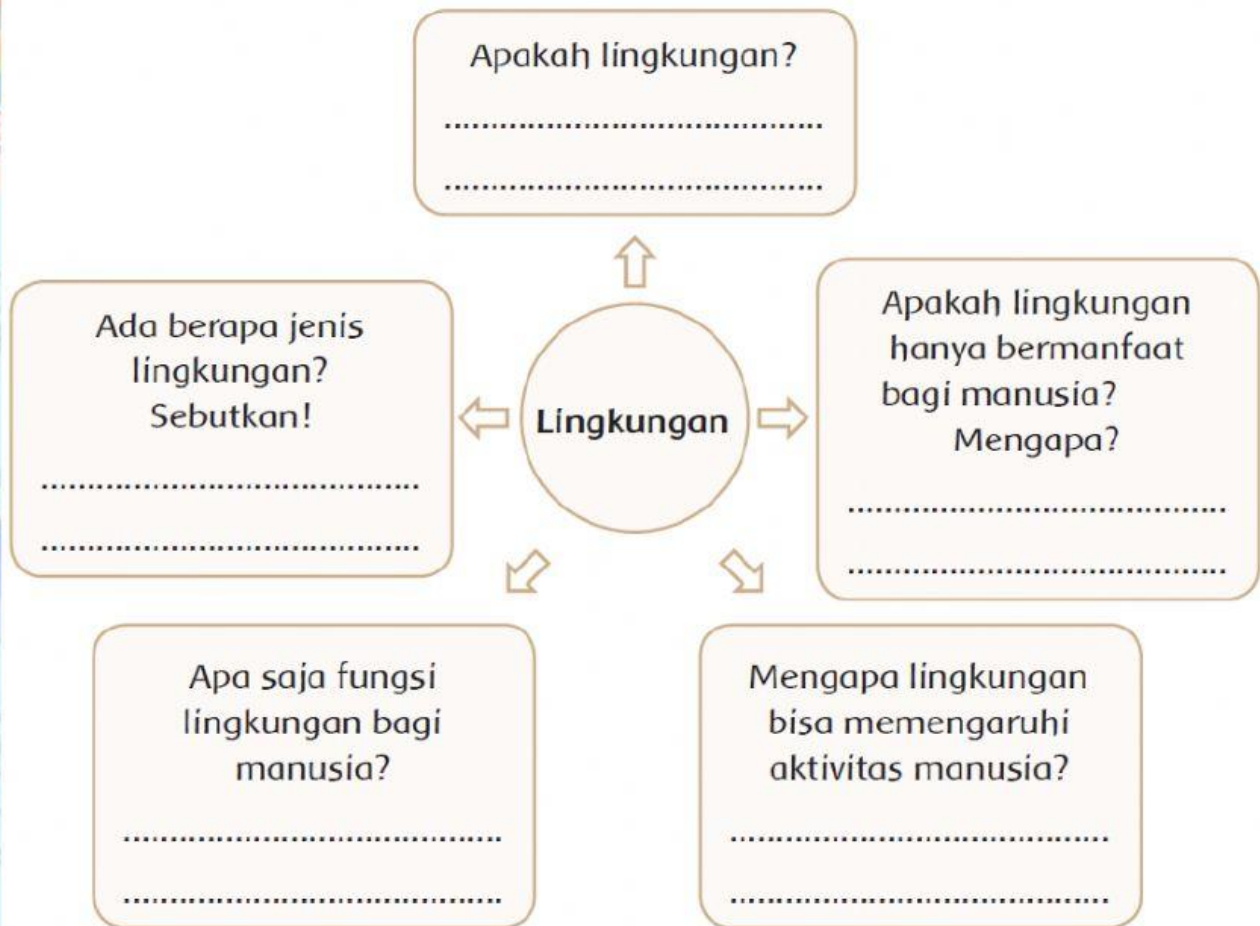 Apakah lingkungan?
..........................................
..........................................
Ada berapa jenis
lingkungan?
Sebutkan!
..........................................
..........................................
Lingkungan
Apakah lingkungan
hanya bermanfaat
bagi manusia?
Mengapa?
..........................................
..........................................
Apa saja fungsi
lingkungan bagi
manusia?
..........................................
..........................................
Mengapa lingkungan
bisa memengaruhi
aktivitas manusia?
..........................................
..........................................